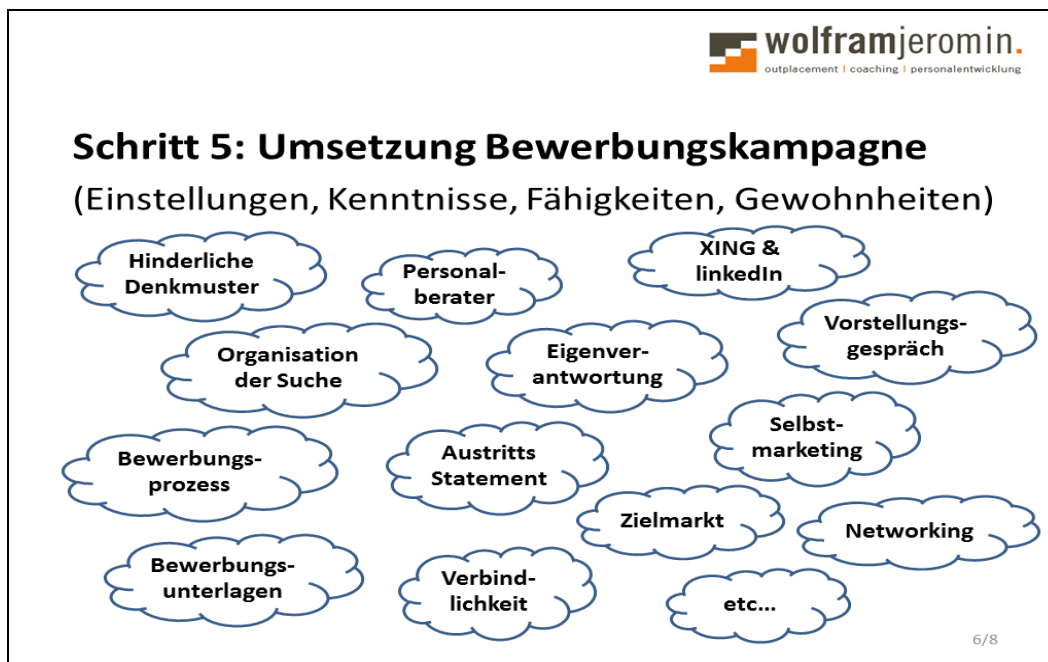 wolframjeromin.
outplacement | coaching | personalentwicklung
Schritt 5: Umsetzung Bewerbungskampagne
(Einstellungen, Kenntnisse, Fähigkeiten, Gewohnheiten)
Hinderliche
Denkmuster
Personal-
berater
XING &
linkedIn
Organisation
der Suche
Eigenver-
antwortung
Vorstellungs-
gespräch
Bewerbungs-
prozess
Austritts
Statement
Selbst-
marketing
Zielmarkt
Networking
Bewerbungs-
unterlagen
Verbind-
lichkeit
etc...
6/8